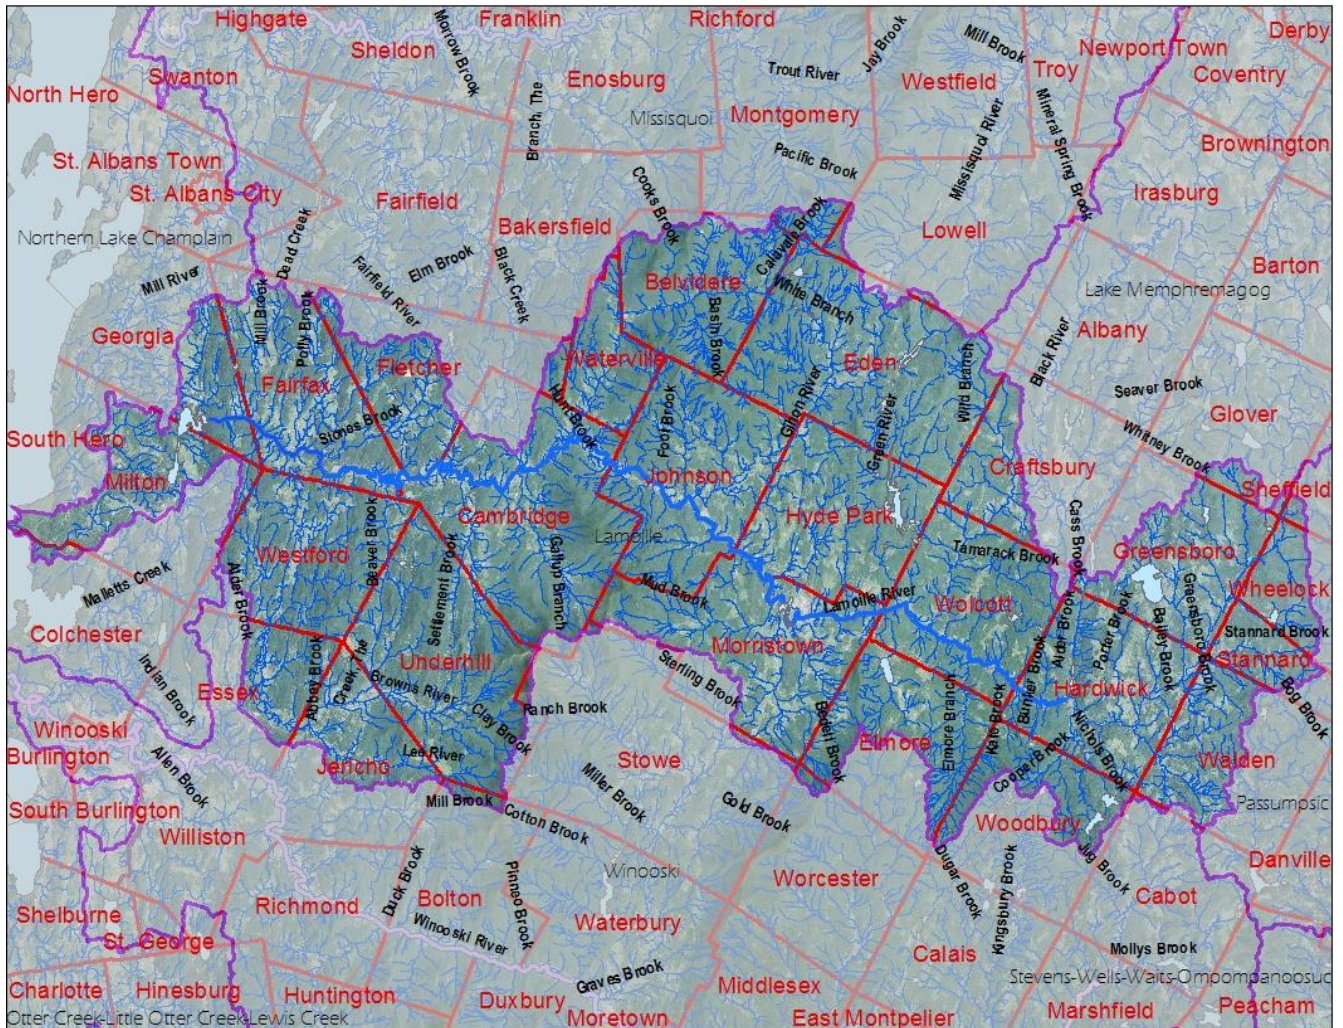 Highgate
Franklin
Richford
Derby
Sheldon
Morrow Brook
Jay Brook
Mill Brook
Newport Town
Swanton
Enosburg
Trout River
Westfield
Troy
Coventry
North Hero
Branch, The
Missisquoi
Montgomery
Missisquoi River
Mineral Spring Brook
Brownington
St. Albans Town
St. Albans City
Fairfield
Pacific Brook
Irasburg
Bakersfield
Cooks Brook
Calavale Brook
Lowell
Northern Lake Champlain
Dead Creek
Elm Brook
Black Creek
Barton
Mill River
Fairfield River
Belvidere
White Branch
Lake Memphremagog
Georgia
Mill Brook
Polly Brook
Basin Brook
Black River
Albany
Fairfax
Fletcher
Waterville
Eden
Wild Branch
Seaver Brook
Glover
Stones Brook
Hunt Brook
Foot Brook
Gihon River
Green River
Whitney Brook
South Hero
Milton
Johnson
Craftsbury
Sheffield
Cambridge
Lamoille
Hyde Park
Cass Brook
Westford
Beaver Brook
Settlement Brook
Gallup Branch
Tamarack Brook
Greensboro
Malletts Creek
Alder Brook
Mud Brook
Lamoille River
Wolcott
Alder Brook
Porter Brook
Bailey Brook
Greensboro Brook
Wheelock
Colchester
Morristown
Stannard Brook
Stannard
Indian Brook
Essex
Abbey Brook
Creek, The
Underhill
Browns River
Sterling Brook
Bunker Brook
Hardwick
Bog Brook
Winooski
Clay Brook
Ranch Brook
Bedell Brook
Elmore
Elmore Branch
Kate Brook
Nichols Brook
Burlington
Allen Brook
Jericho
Lee River
Stowe
Cooper Brook
Walden
South Burlington
Mill Brook
Cotton Brook
Miller Brook
Gold Brook
Woodbury
Passumpsic
Williston
Duck Brook
Pinneo Brook
Winooski
Worcester
Dugar Brook
Kingsbury Brook
Jug Brook
Danville
Shelburne
Richmond
Bolton
Waterbury
Cabot
St. George
Winooski River
Calais
Mollys Brook
Charlotte
Hinesburg
Huntington
Duxbury
Graves Brook
Middlesex
Stevens-Wells-Waits-Ompompanoosuc
Otter Creek-Little Otter Creek-Lewis Creek
Moretown
East Montpelier
Marshfield
Peacham